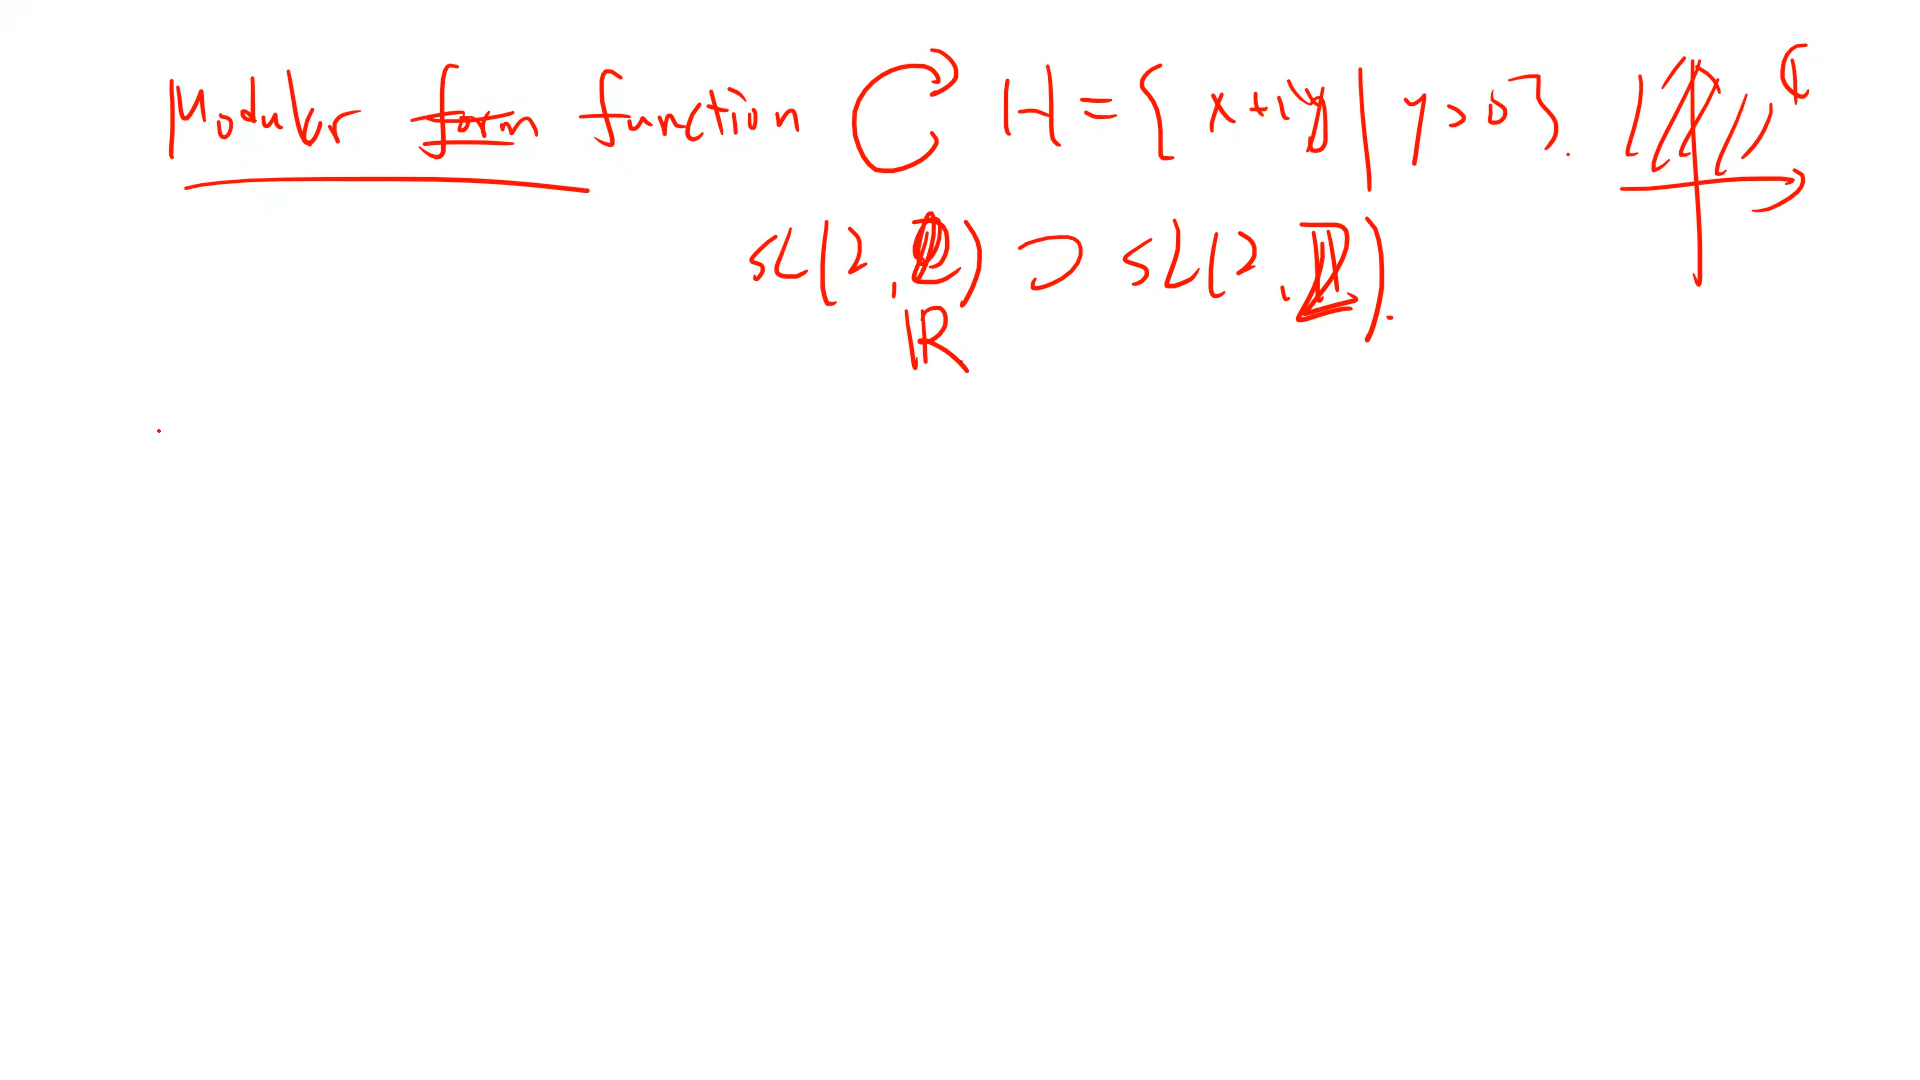 Modular form function H = { x+iy | y>0 }. ℂ
SL(2, ℝ) ⊃ SL(2, ℤ).